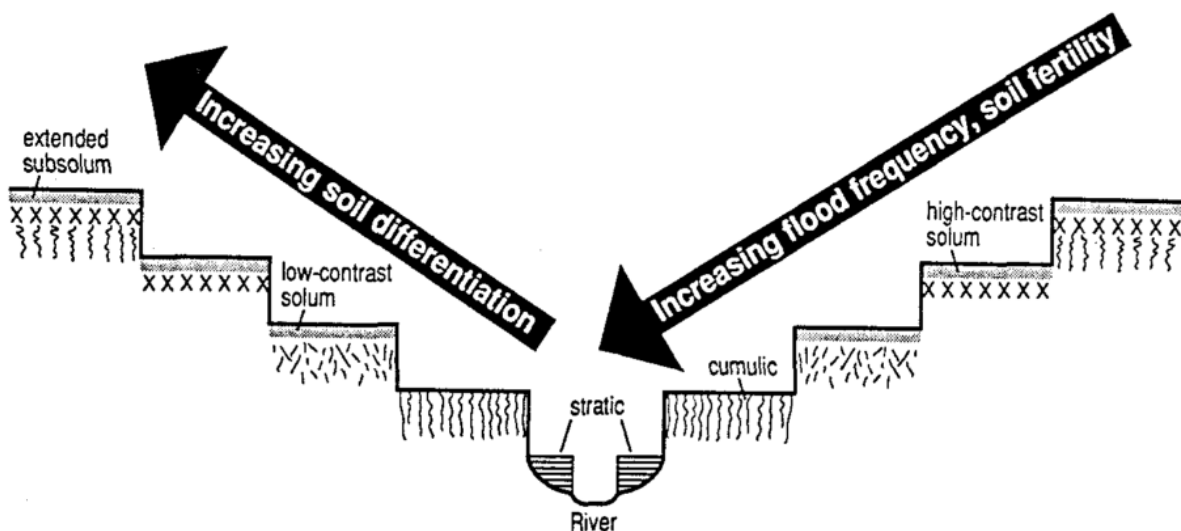 Increasing soil differentiation
Increasing flood frequency, soil fertility
extended
subsolum
high-contrast
solum
low-contrast
solum
cumulic
stratic
River